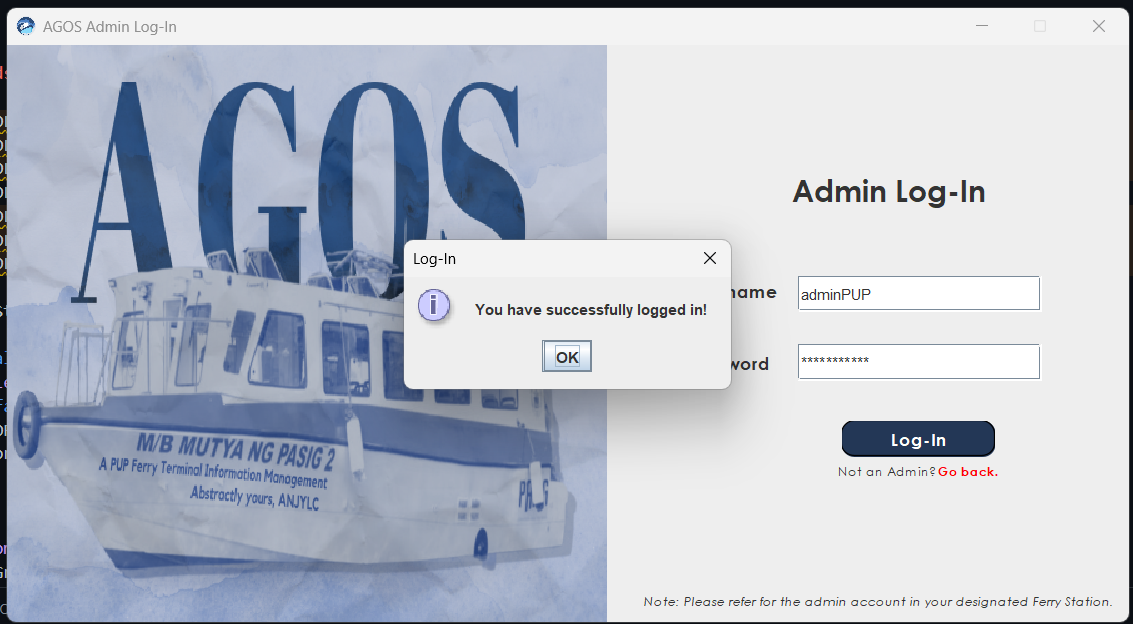 AGOS Admin Log-In
AGOS
M/B MUTYA NG PASIG 2
A PUP Ferry Terminal Information Management
Abstractly yours, ANJYLC
Admin Log-In
name
adminPUP
word
***********
Log-In
Not an Admin? Go back.
Note: Please refer for the admin account in your designated Ferry Station.
Log-In
You have successfully logged in!
OK